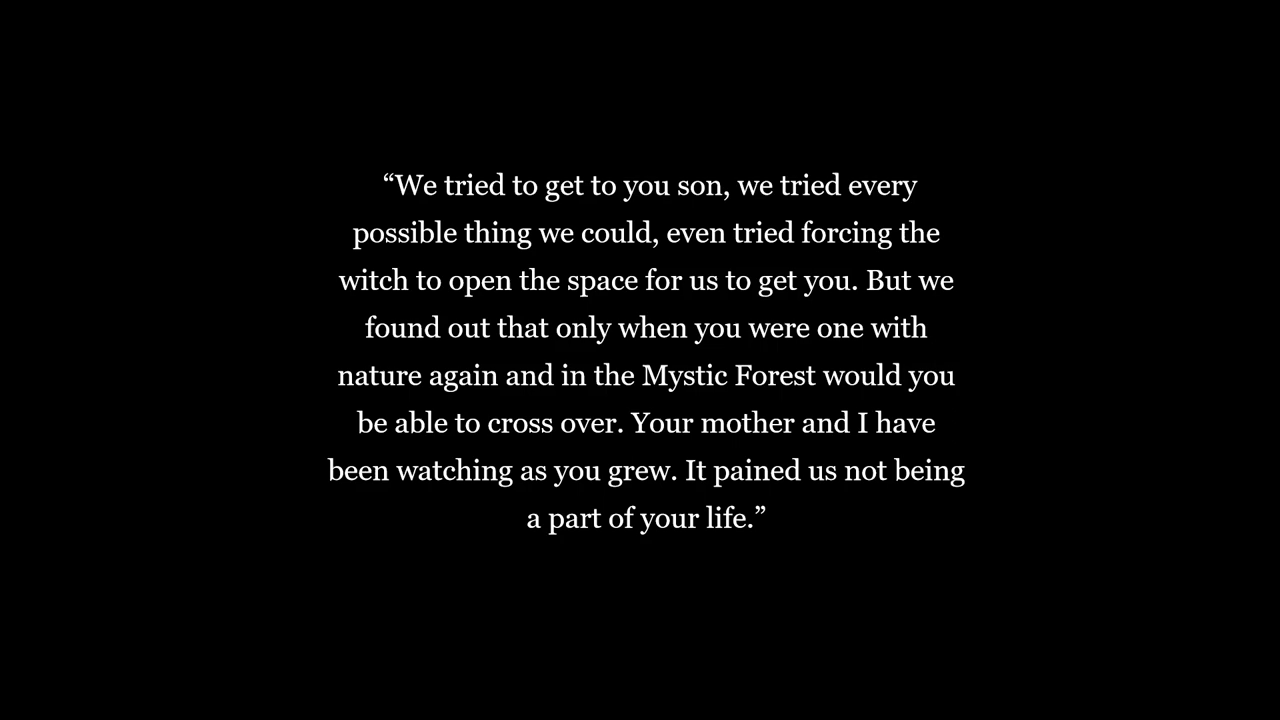 “We tried to get to you son, we tried every
possible thing we could, even tried forcing the
witch to open the space for us to get you. But we
found out that only when you were one with
nature again and in the Mystic Forest would you
be able to cross over. Your mother and I have
been watching as you grew. It pained us not being
a part of your life.”